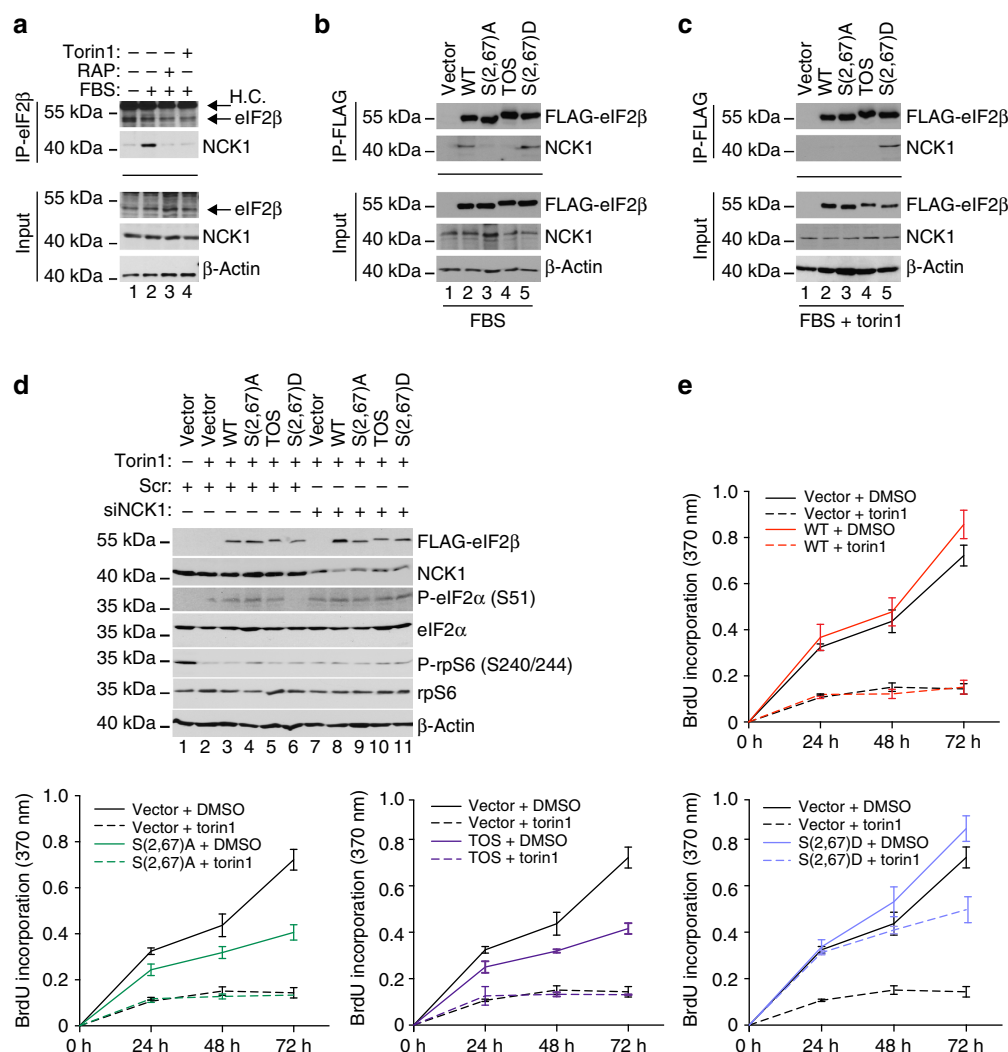 a
Torin1: – – – +
RAP: – – + –
FBS: – + + +
IP-eIF2β
55 kDa
H.C.
eIF2β
40 kDa
NCK1
Input
55 kDa
eIF2β
40 kDa
NCK1
40 kDa
β-Actin
1 2 3 4
b
Vector
WT
S(2,67)A
TOS
S(2,67)D
IP-FLAG
55 kDa
FLAG-eIF2β
40 kDa
NCK1
Input
55 kDa
FLAG-eIF2β
40 kDa
NCK1
40 kDa
β-Actin
1 2 3 4 5
FBS
c
Vector
WT
S(2,67)A
TOS
S(2,67)D
IP-FLAG
55 kDa
FLAG-eIF2β
40 kDa
NCK1
Input
55 kDa
FLAG-eIF2β
40 kDa
NCK1
40 kDa
β-Actin
1 2 3 4 5
FBS + torin1
d
Vector
Vector
WT
S(2,67)A
TOS
S(2,67)D
Vector
WT
S(2,67)A
TOS
S(2,67)D
Torin1: – + + + + + + + + + +
Scr: + + + + + + – – – – –
siNCK1: – – – – – – + + + + +
55 kDa
FLAG-eIF2β
40 kDa
NCK1
35 kDa
P-eIF2α (S51)
35 kDa
eIF2α
35 kDa
P-rpS6 (S240/244)
35 kDa
rpS6
40 kDa
β-Actin
1 2 3 4 5 6 7 8 9 10 11
e
BrdU incorporation (370 nm)
1.0
0.8
0.6
0.4
0.2
0
Vector + DMSO
Vector + torin1
WT + DMSO
WT + torin1
0 h 24 h 48 h 72 h
BrdU incorporation (370 nm)
1.0
0.8
0.6
0.4
0.2
0
Vector + DMSO
Vector + torin1
S(2,67)A + DMSO
S(2,67)A + torin1
0 h 24 h 48 h 72 h
BrdU incorporation (370 nm)
1.0
0.8
0.6
0.4
0.2
0
Vector + DMSO
Vector + torin1
TOS + DMSO
TOS + torin1
0 h 24 h 48 h 72 h
BrdU incorporation (370 nm)
1.0
0.8
0.6
0.4
0.2
0
Vector + DMSO
Vector + torin1
S(2,67)D + DMSO
S(2,67)D + torin1
0 h 24 h 48 h 72 h